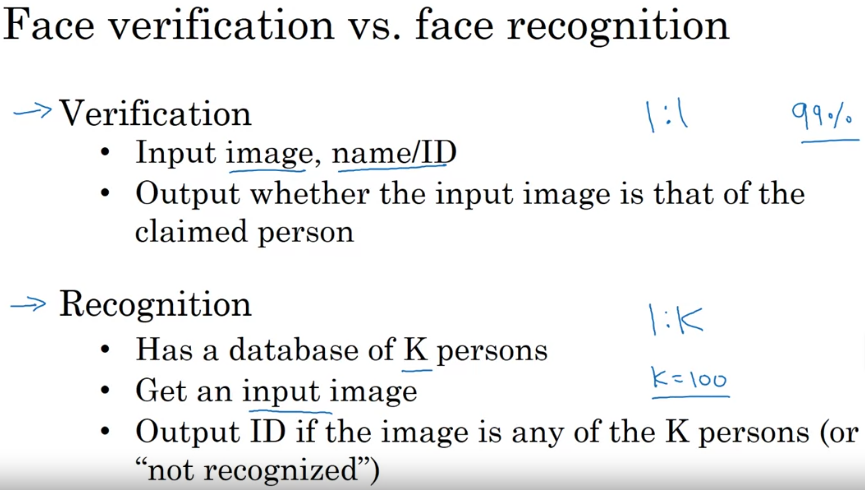 Face verification vs. face recognition
→ Verification 1:1 99%
• Input image, name/ID
• Output whether the input image is that of the
claimed person
→ Recognition 1:K
• Has a database of K persons
• Get an input image K=100
• Output ID if the image is any of the K persons (or
“not recognized”)